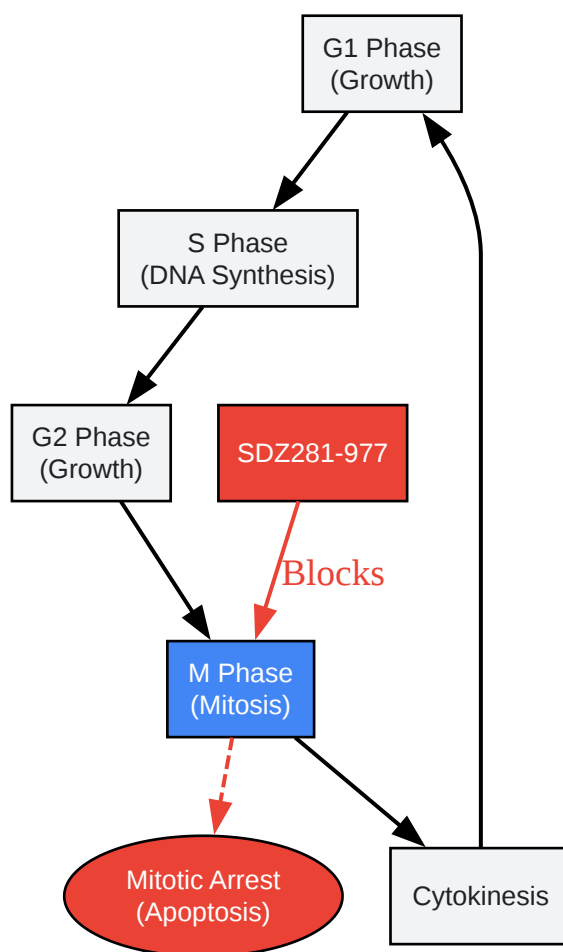 G1 Phase
(Growth)
S Phase
(DNA Synthesis)
G2 Phase
(Growth)
SDZ281-977
Blocks
M Phase
(Mitosis)
Mitotic Arrest
(Apoptosis)
Cytokinesis